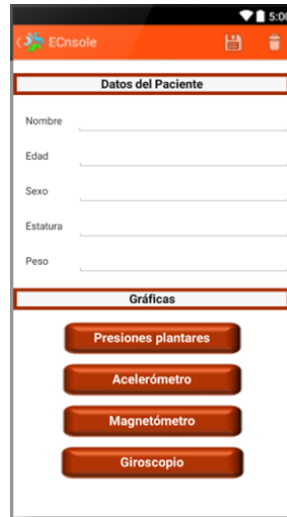 5:00
ECnsole
Datos del Paciente
Nombre
Edad
Sexo
Estatura
Peso
Gráficas
Presiones plantares
Acelerómetro
Magnetómetro
Giroscopio